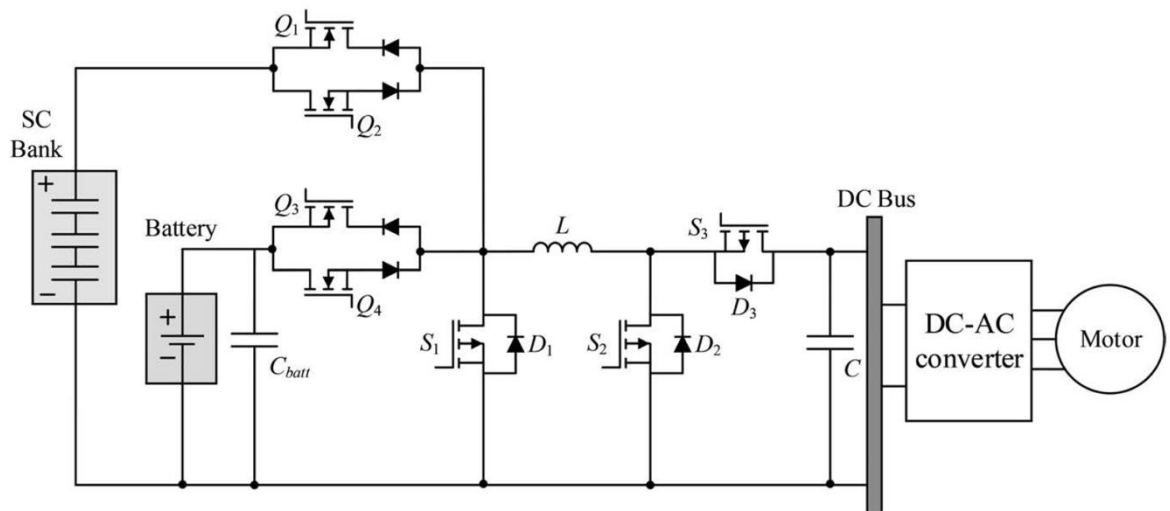 Q1
Q2
SC
Bank
+
−
Battery
+
−
Cbatt
Q3
Q4
L
S1
D1
S2
D2
S3
D3
C
DC Bus
DC-AC
converter
Motor